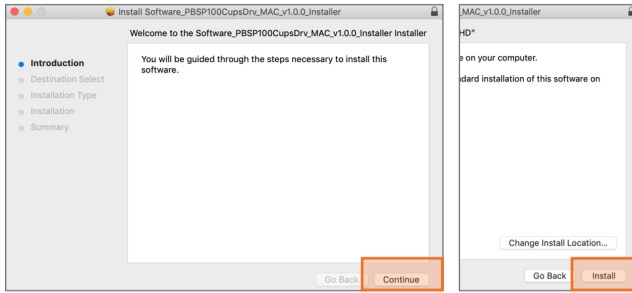 Install Software_PBSP100CupsDrv_MAC_v1.0.0_Installer
Welcome to the Software_PBSP100CupsDrv_MAC_v1.0.0_Installer Installer
Introduction
Destination Select
Installation Type
Installation
Summary
You will be guided through the steps necessary to install this
software.
Go Back
Continue
_MAC_v1.0.0_Installer
HD"
e on your computer.
dard installation of this software on
Change Install Location...
Go Back
Install